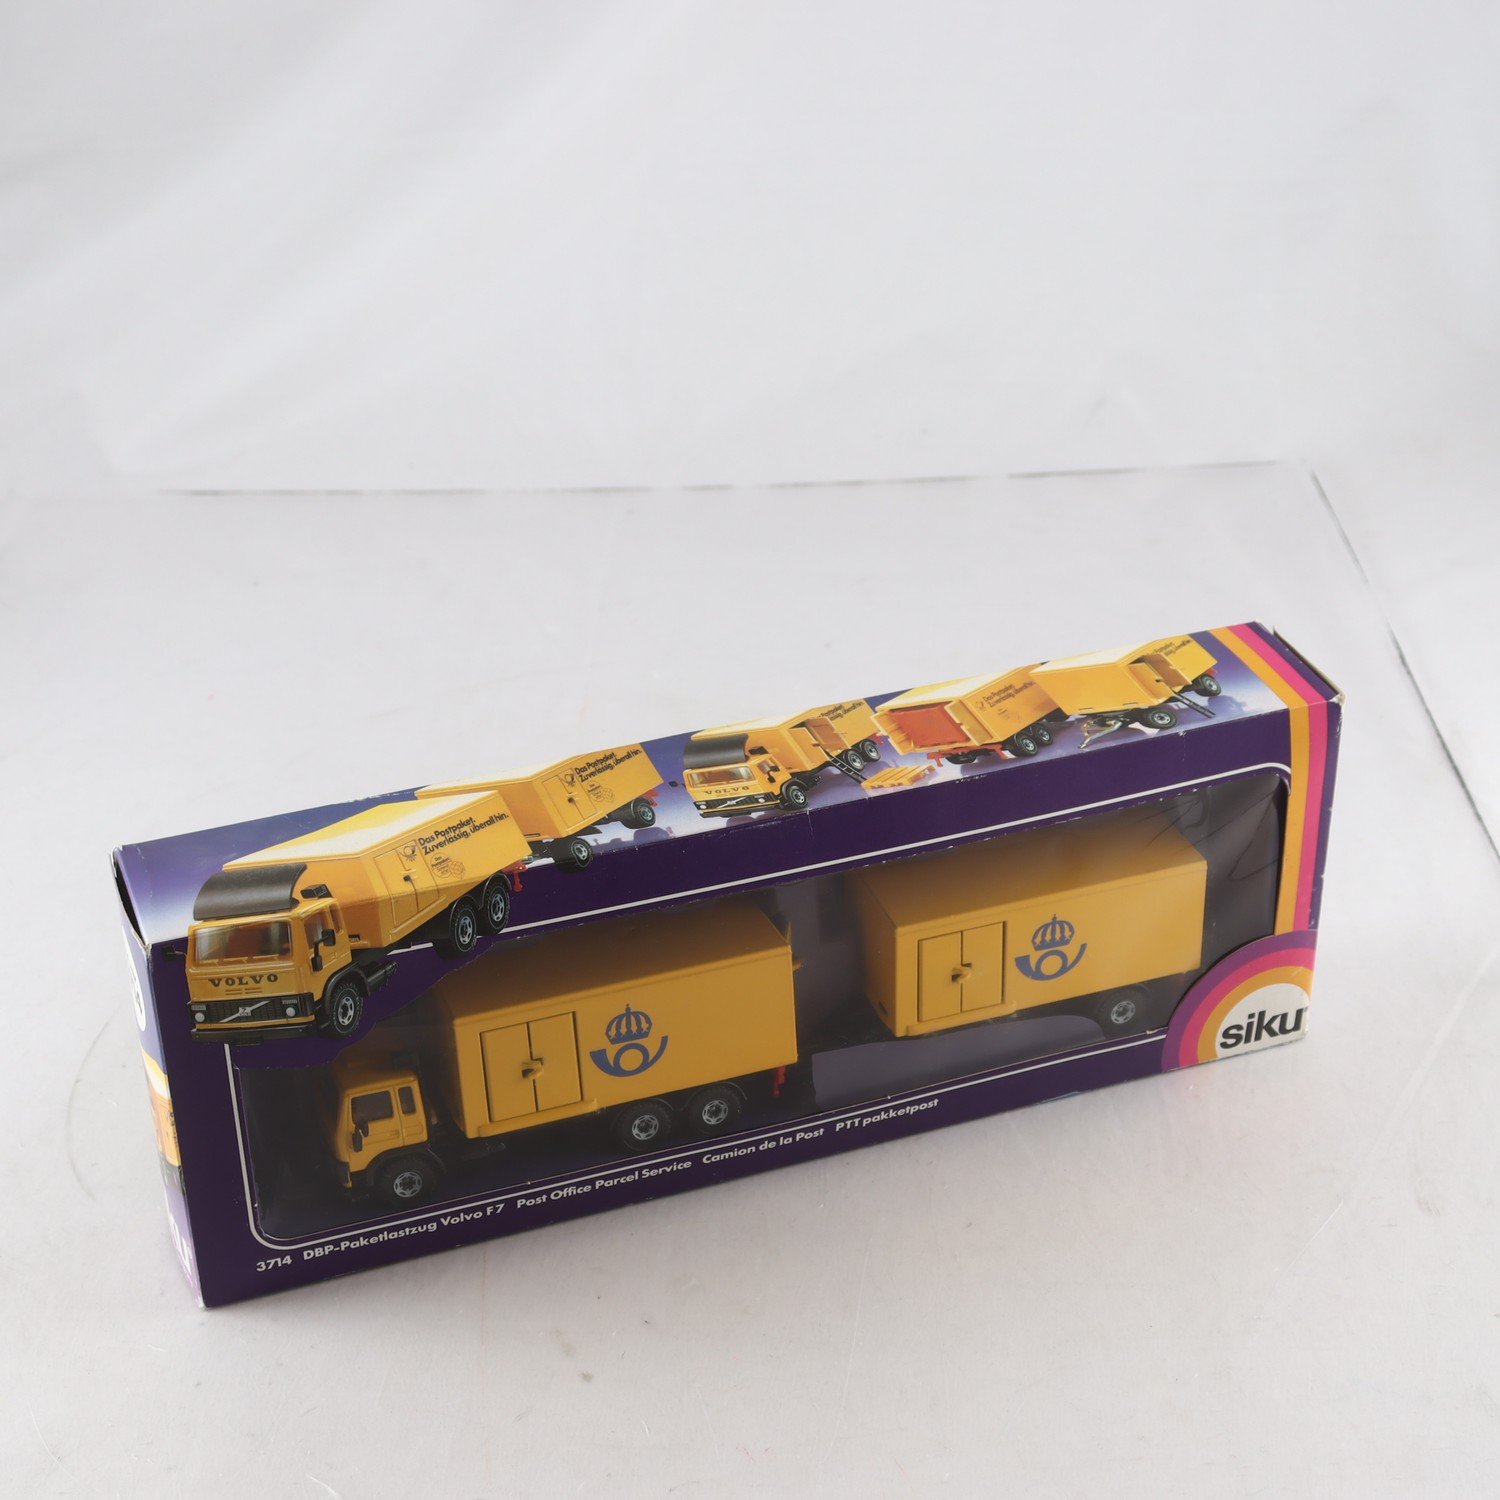 Das Postpaket.
Zuverlässig, überall hin.
Das Postpaket.
Zuverlässig, überall hin.
VOLVO
VOLVO
siku
3714 DBP-Paketlastzug Volvo F7 Post Office Parcel Service Camion de la Post PTT pakketpost